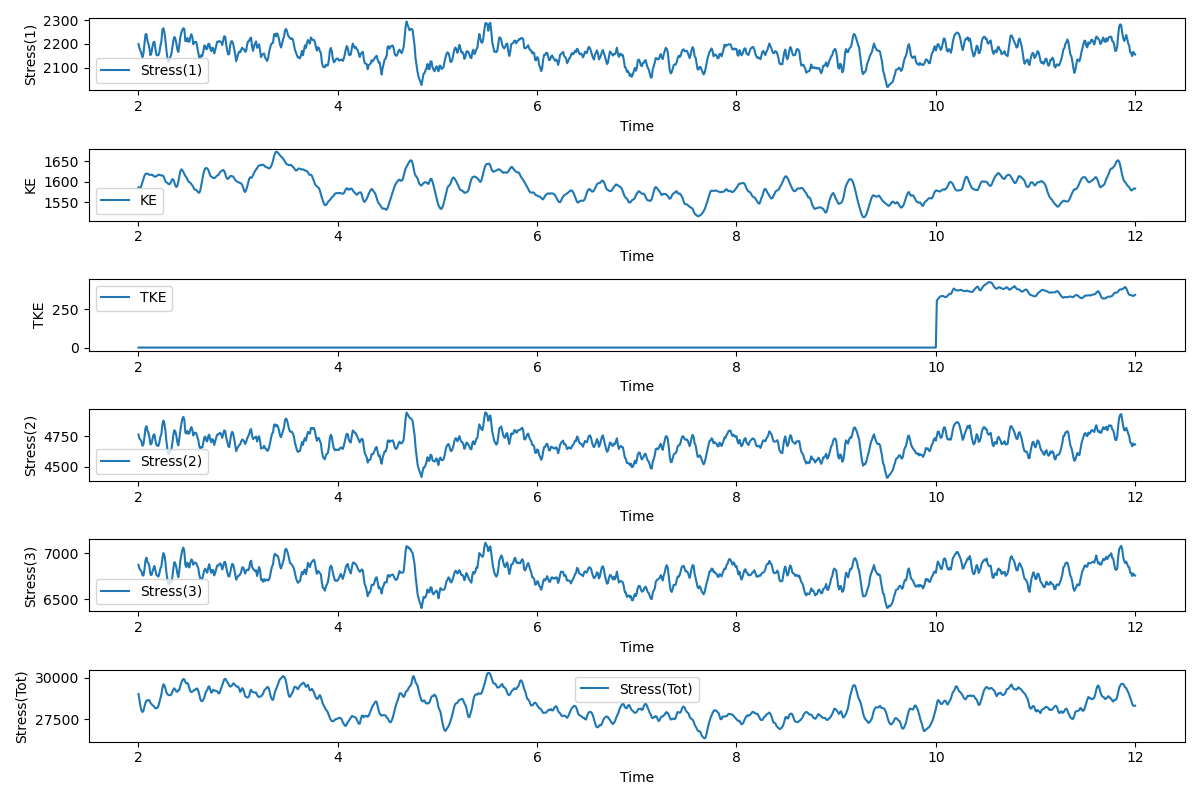 Stress(1)
2300
2200
2100
Stress(1)
2 4 6 8 10 12
Time
KE
1650
1600
1550
KE
2 4 6 8 10 12
Time
TKE
250
0
TKE
2 4 6 8 10 12
Time
Stress(2)
4750
4500
Stress(2)
2 4 6 8 10 12
Time
Stress(3)
7000
6500
Stress(3)
2 4 6 8 10 12
Time
Stress(Tot)
30000
27500
Stress(Tot)
2 4 6 8 10 12
Time